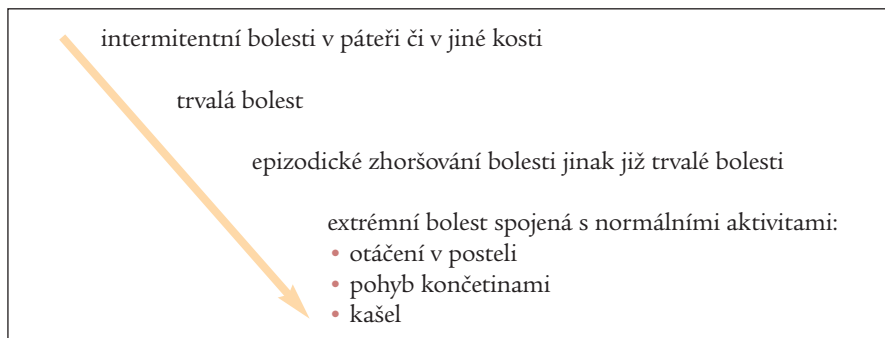 intermitentní bolesti v páteři či v jiné kosti
trvalá bolest
epizodické zhoršování bolesti jinak již trvalé bolesti
extrémní bolest spojená s normálními aktivitami:
• otáčení v posteli
• pohyb končetinami
• kašel